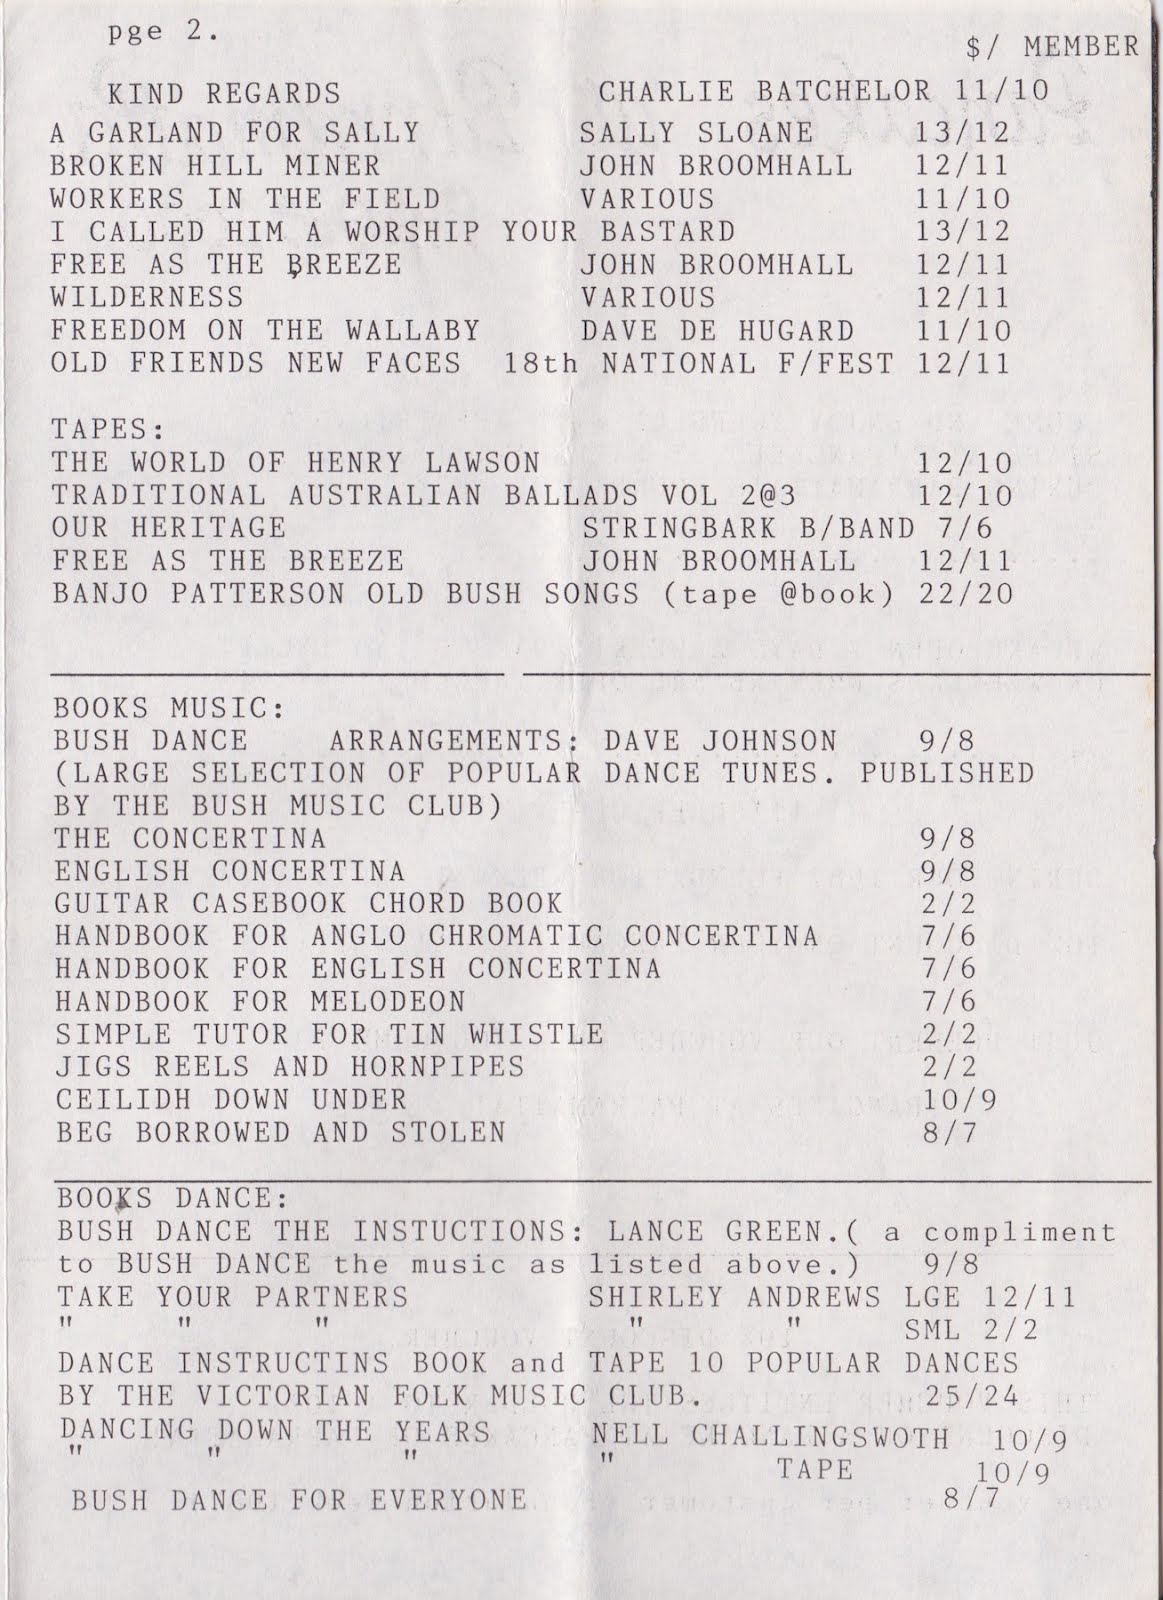 pge 2.
$/ MEMBER
KIND REGARDS CHARLIE BATCHELOR 11/10
A GARLAND FOR SALLY SALLY SLOANE 13/12
BROKEN HILL MINER JOHN BROOMHALL 12/11
WORKERS IN THE FIELD VARIOUS 11/10
I CALLED HIM A WORSHIP YOUR BASTARD 13/12
FREE AS THE BREEZE JOHN BROOMHALL 12/11
WILDERNESS VARIOUS 12/11
FREEDOM ON THE WALLABY DAVE DE HUGARD 11/10
OLD FRIENDS NEW FACES 18th NATIONAL F/FEST 12/11
TAPES:
THE WORLD OF HENRY LAWSON 12/10
TRADITIONAL AUSTRALIAN BALLADS VOL 2@3 12/10
OUR HERITAGE STRINGBARK B/BAND 7/6
FREE AS THE BREEZE JOHN BROOMHALL 12/11
BANJO PATTERSON OLD BUSH SONGS (tape @book) 22/20
BOOKS MUSIC:
BUSH DANCE ARRANGEMENTS: DAVE JOHNSON 9/8
(LARGE SELECTION OF POPULAR DANCE TUNES. PUBLISHED
BY THE BUSH MUSIC CLUB)
THE CONCERTINA 9/8
ENGLISH CONCERTINA 9/8
GUITAR CASEBOOK CHORD BOOK 2/2
HANDBOOK FOR ANGLO CHROMATIC CONCERTINA 7/6
HANDBOOK FOR ENGLISH CONCERTINA 7/6
HANDBOOK FOR MELODEON 7/6
SIMPLE TUTOR FOR TIN WHISTLE 2/2
JIGS REELS AND HORNPIPES 2/2
CEILIDH DOWN UNDER 10/9
BEG BORROWED AND STOLEN 8/7
BOOKS DANCE:
BUSH DANCE THE INSTUCTIONS: LANCE GREEN.( a compliment
to BUSH DANCE the music as listed above.) 9/8
TAKE YOUR PARTNERS SHIRLEY ANDREWS LGE 12/11
" " " " " SML 2/2
DANCE INSTRUCTINS BOOK and TAPE 10 POPULAR DANCES
BY THE VICTORIAN FOLK MUSIC CLUB. 25/24
DANCING DOWN THE YEARS NELL CHALLINGSWOTH 10/9
" " " " TAPE 10/9
BUSH DANCE FOR EVERYONE 8/7